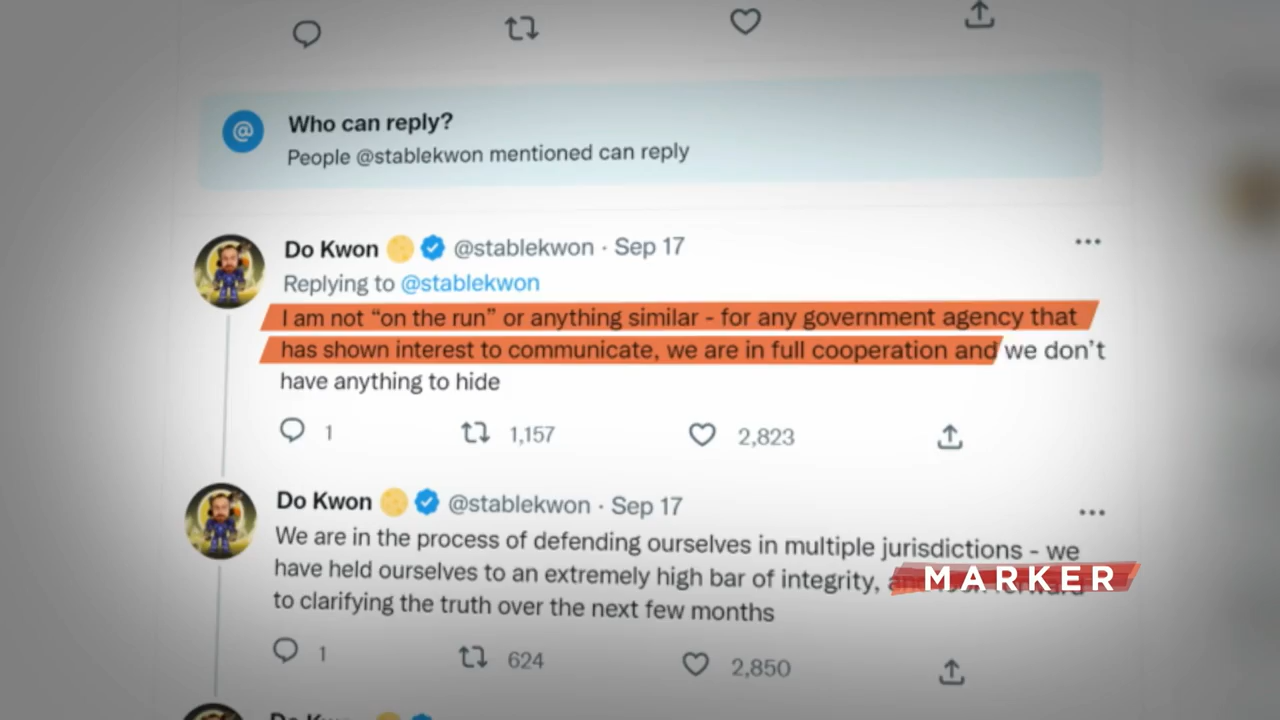 Who can reply?
People @stablekwon mentioned can reply
Do Kwon @stablekwon · Sep 17
Replying to @stablekwon
I am not “on the run” or anything similar - for any government agency that
has shown interest to communicate, we are in full cooperation and we don’t
have anything to hide
1 1,157 2,823
Do Kwon @stablekwon · Sep 17
We are in the process of defending ourselves in multiple jurisdictions - we
have held ourselves to an extremely high bar of integrity,
MARKER
to clarifying the truth over the next few months
1 624 2,850
Do